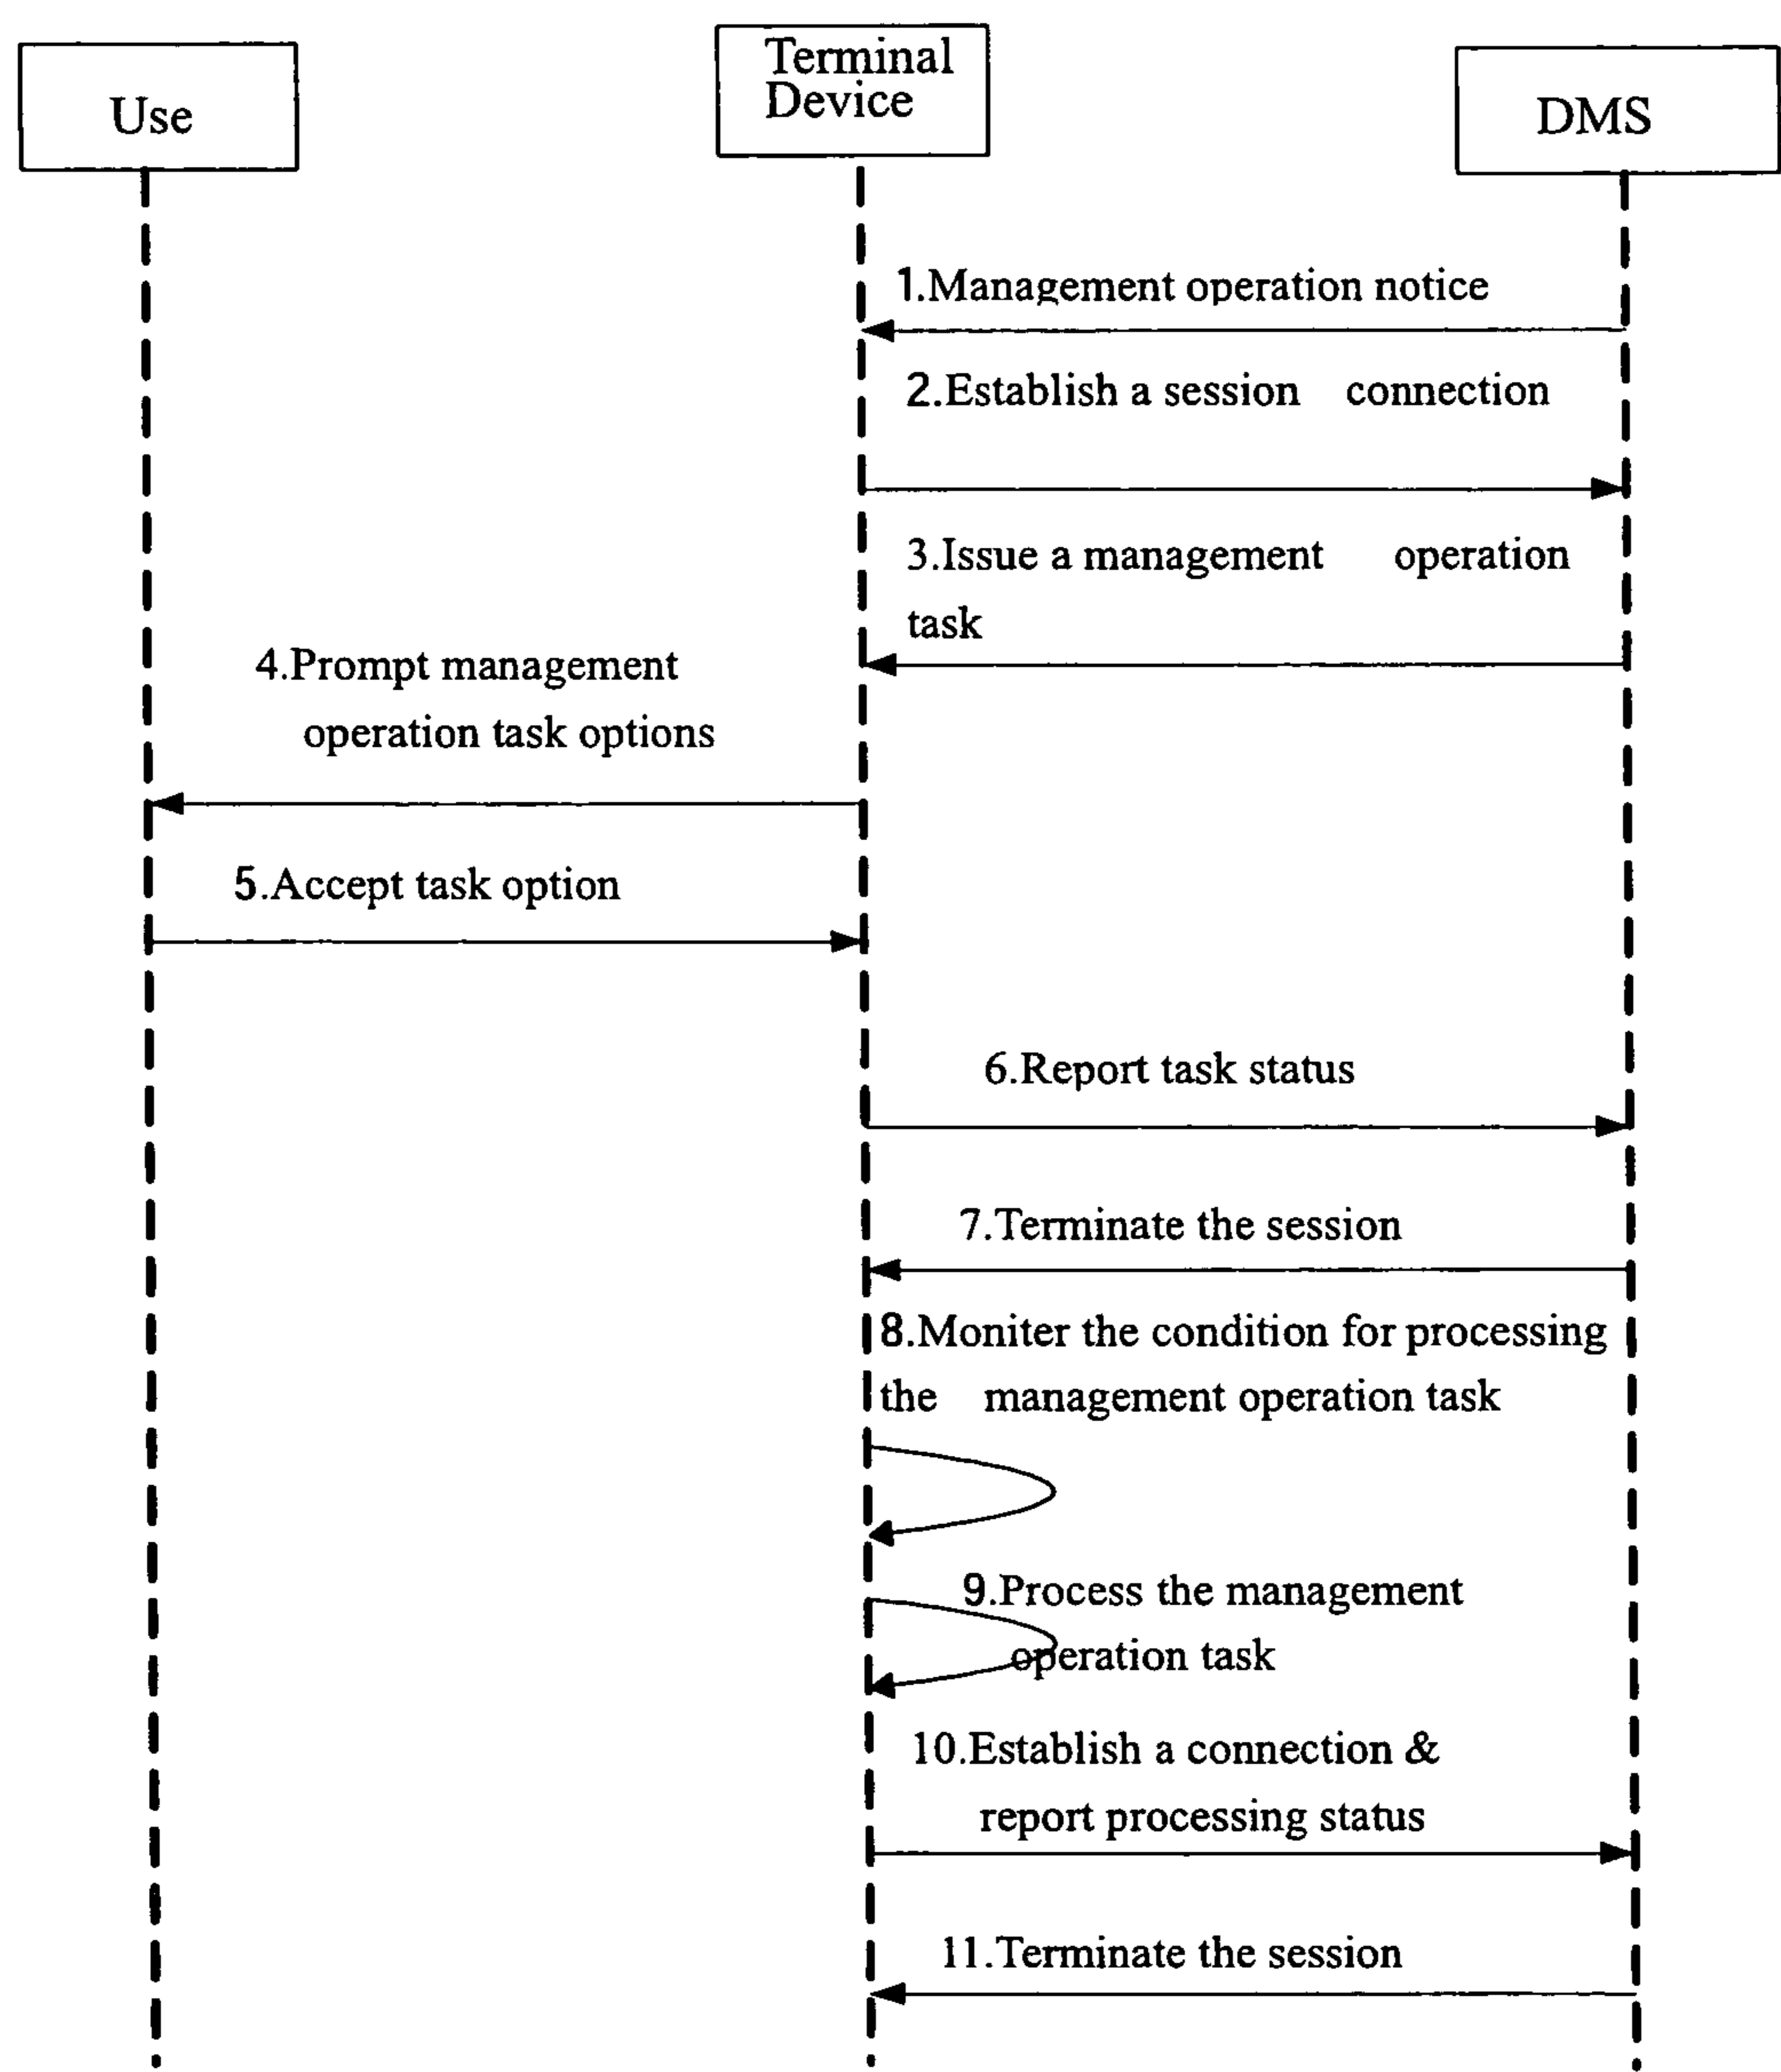 Use
Terminal
Device
DMS
1.Management operation notice
2.Establish a session connection
3.Issue a management operation
task
4.Prompt management
operation task options
5.Accept task option
6.Report task status
7.Terminate the session
8.Moniter the condition for processing
the management operation task
9.Process the management
operation task
10.Establish a connection &
report processing status
11.Terminate the session